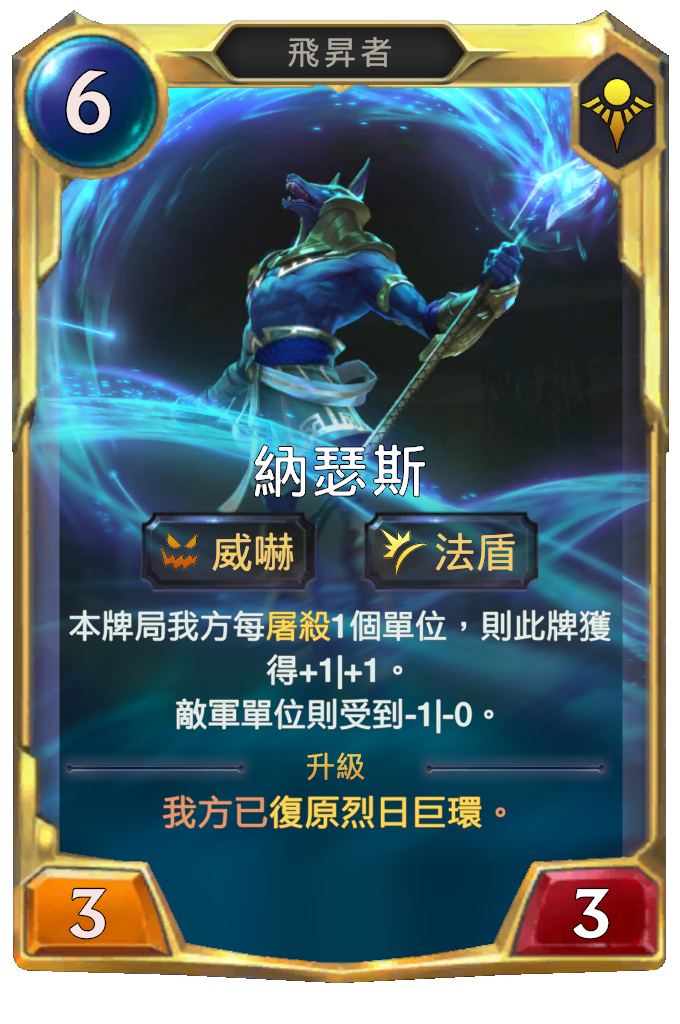 飛昇者
6
納瑟斯
威嚇 法盾
本牌局我方每屠殺1個單位，則此牌獲
得+1|+1。
敵軍單位則受到-1|-0。
升級
我方已復原烈日巨環。
3 3